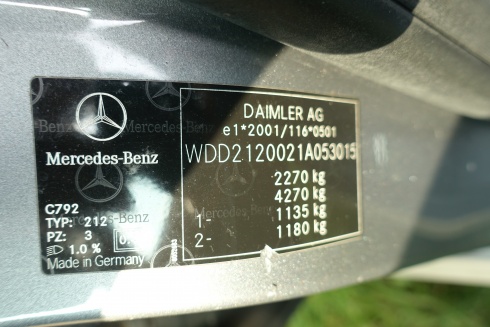 Mercedes-Benz
C792
TYP: 212
PZ: 3
1.0 %
Made in Germany
DAIMLER AG
e1*2001/116*0501
WDD2120021A053015
2270 kg
4270 kg
1- 1135 kg
2- 1180 kg